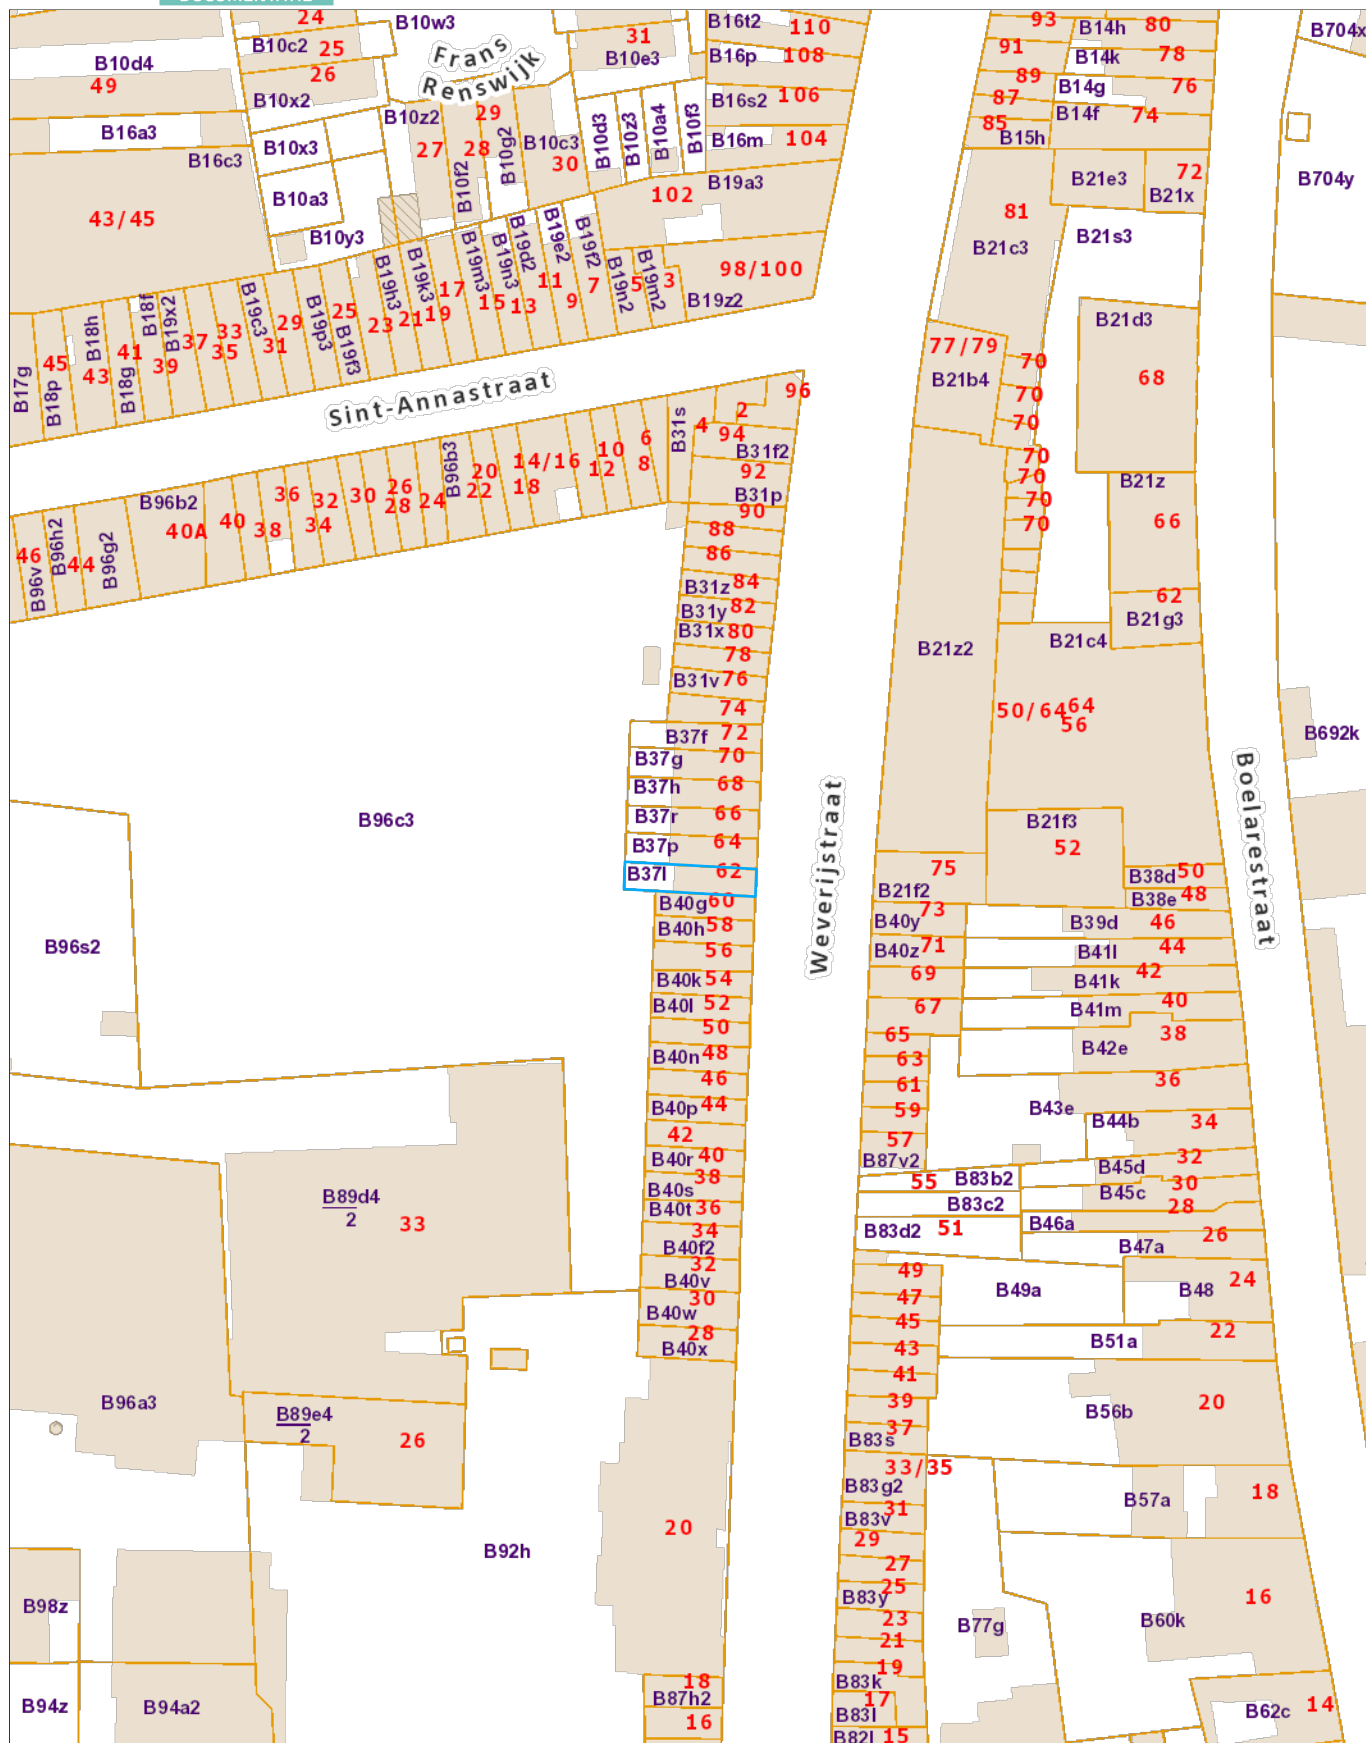 24
B10w3
B16t2
110
93
B14h
80
B704x
B10c2
25
Frans
Renswijk
31
B10e3
B16p
108
91
B14k
78
B10d4
49
26
B10x2
B16s2
106
89
B14g
76
87
B14f
74
B16a3
B10x3
B10z2
29
28
27
B10f2
B10g2
B10c3
30
B10d3
B10z3
B10a4
B10f3
B16m
104
85
B15h
B16c3
B10a3
102
B19a3
B21e3
72
B21x
B704y
43/45
B10y3
81
B21c3
B21s3
B19h3
B19k3
B19m3
B19n3
B19d2
B19e2
B19f2
B19n2
B19m2
98/100
B19z2
17
15
13
11
9
7
5
3
B17g
B18p
45
B18h
43
41
B18g
B18f
B19x2
39
37
33
35
B19c3
31
29
B19p3
25
B19f3
23
21
19
B21d3
68
77/79
B21b4
70
70
70
70
70
70
70
Sint-Annastraat
96
2
4
94
B31s
B31f2
92
B31p
90
88
86
B31z
84
B31y
82
B31x
80
78
B31v
76
74
46
B96v
B96h2
44
B96g2
B96b2
40A
40
38
36
34
32
30
26
28
24
B96b3
20
22
14/16
18
10
12
6
8
B21z
66
62
B21g3
B21z2
B21c4
50/64
64
56
B37f
72
B37g
70
B37h
68
B37r
66
B37p
64
B37l
62
B692k
B96c3
B96s2
Weverijstraat
Boelarestraat
B21f3
52
75
B21f2
B38d
50
B38e
48
B40g
60
B40h
58
56
B40k
54
B40l
52
50
B40n
48
46
B40p
44
42
B40r
40
38
B40s
B40t
36
34
B40f2
32
B40v
30
B40w
28
B40x
B40y
73
B40z
71
69
67
65
63
61
59
57
B87v2
B39d
46
B41l
44
B41k
42
B41m
40
B42e
38
36
B43e
B44b
34
B45d
32
B45c
30
28
B46a
26
B47a
55
B83b2
B83c2
B83d2
51
B49a
B48
24
B51a
22
49
47
45
43
41
39
37
B83s
33/35
B83g2
31
B83v
29
27
25
B83y
23
21
19
B83k
17
B83l
B82l
15
B89d4
2
33
B96a3
B89e4
2
26
B56b
20
B57a
18
B60k
16
B77g
B62c
14
B92h
20
B98z
B94z
B94a2
18
B87h2
16